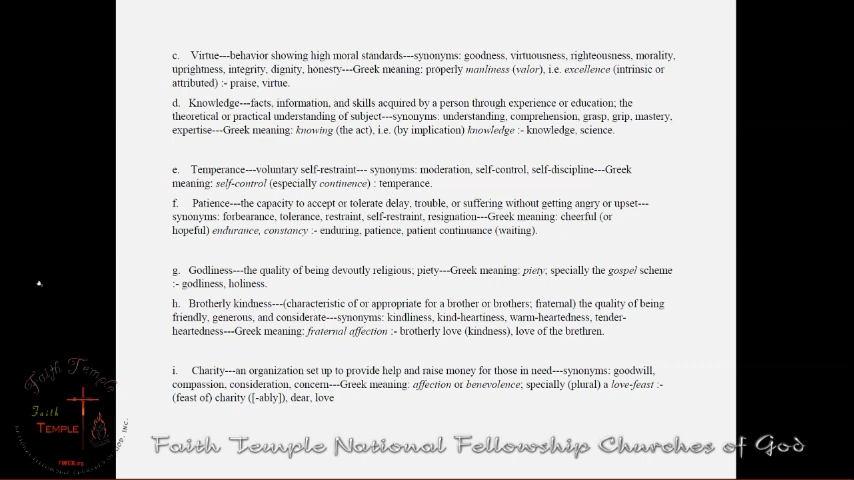 c. Virtue---behavior showing high moral standards---synonyms: goodness, virtuousness, righteousness, morality,
uprightness, integrity, dignity, honesty---Greek meaning: properly manliness (valor), i.e. excellence (intrinsic or
attributed) :- praise, virtue.
d. Knowledge---facts, information, and skills acquired by a person through experience or education; the
theoretical or practical understanding of subject---synonyms: understanding, comprehension, grasp, grip, mastery,
expertise---Greek meaning: knowing (the act), i.e. (by implication) knowledge :- knowledge, science.
e. Temperance---voluntary self-restraint--- synonyms: moderation, self-control, self-discipline---Greek
meaning: self-control (especially continence) : temperance.
f. Patience---the capacity to accept or tolerate delay, trouble, or suffering without getting angry or upset---
synonyms: forbearance, tolerance, restraint, self-restraint, resignation---Greek meaning: cheerful (or
hopeful) endurance, constancy :- enduring, patience, patient continuance (waiting).
g. Godliness---the quality of being devoutly religious; piety---Greek meaning: piety; specially the gospel scheme
:- godliness, holiness.
h. Brotherly kindness---(characteristic of or appropriate for a brother or brothers; fraternal) the quality of being
friendly, generous, and considerate---synonyms: kindliness, kind-heartiness, warm-heartedness, tender-
heartedness---Greek meaning: fraternal affection :- brotherly love (kindness), love of the brethren.
i. Charity---an organization set up to provide help and raise money for those in need---synonyms: goodwill,
compassion, consideration, concern---Greek meaning: affection or benevolence; specially (plural) a love-feast :-
(feast of) charity ([-ably]), dear, love
Faith Temple
Faith
TEMPLE
Faith Temple National Fellowship Churches of God